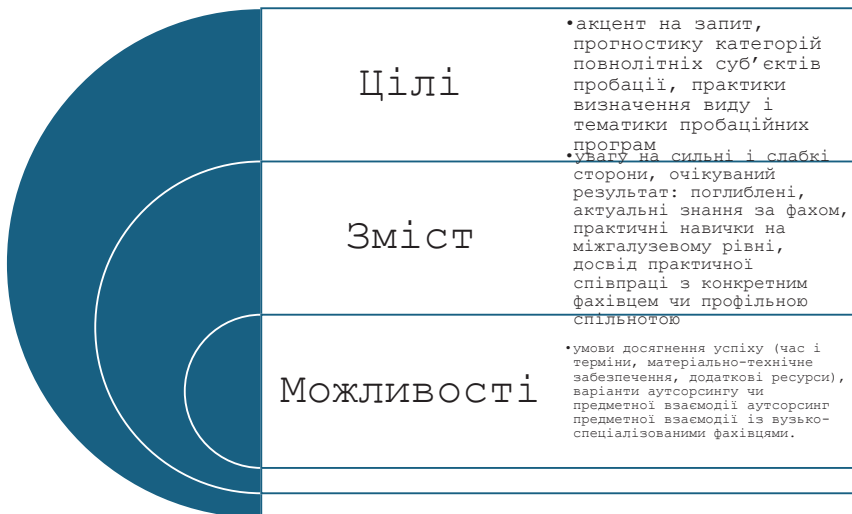 Цілі
•акцент на запит,
прогностику категорій
повнолітніх суб’єктів
пробації, практики
визначення виду і
тематики пробаційних
програм
Зміст
•увагу на сильні і слабкі
сторони, очікуваний
результат: поглиблені,
актуальні знання за фахом,
практичні навички на
міжгалузевому рівні,
досвід практичної
співпраці з конкретним
фахівцем чи профільною
спільнотою
Можливості
•умови досягнення успіху (час і
терміни, матеріально-технічне
забезпечення, додаткові ресурси),
варіанти аутсорсингу чи
предметної взаємодії аутсорсинг
предметної взаємодії із вузько-
спеціалізованими фахівцями.